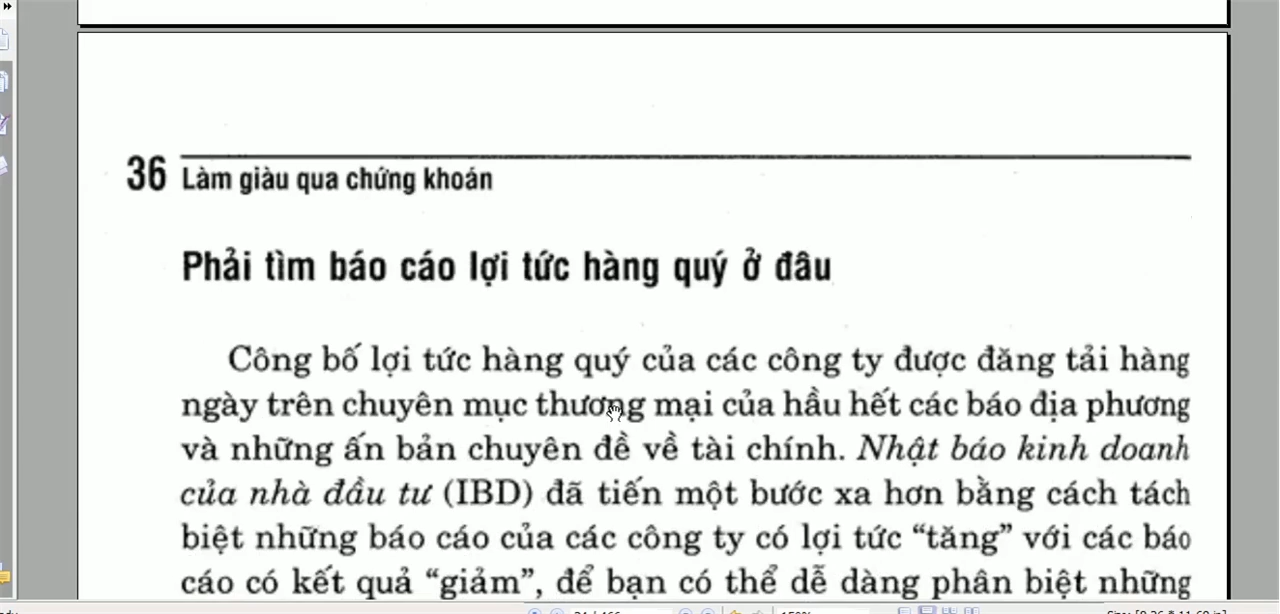 36 Làm giàu qua chứng khoán
Phải tìm báo cáo lợi tức hàng quý ở đâu
Công bố lợi tức hàng quý của các công ty được đăng tải hàng
ngày trên chuyên mục thương mại của hầu hết các báo địa phương
và những ấn bản chuyên đề về tài chính. Nhật báo kinh doanh
của nhà đầu tư (IBD) đã tiến một bước xa hơn bằng cách tách
biệt những báo cáo của các công ty có lợi tức “tăng” với các báo
cáo có kết quả “giảm”, để bạn có thể dễ dàng phân biệt những